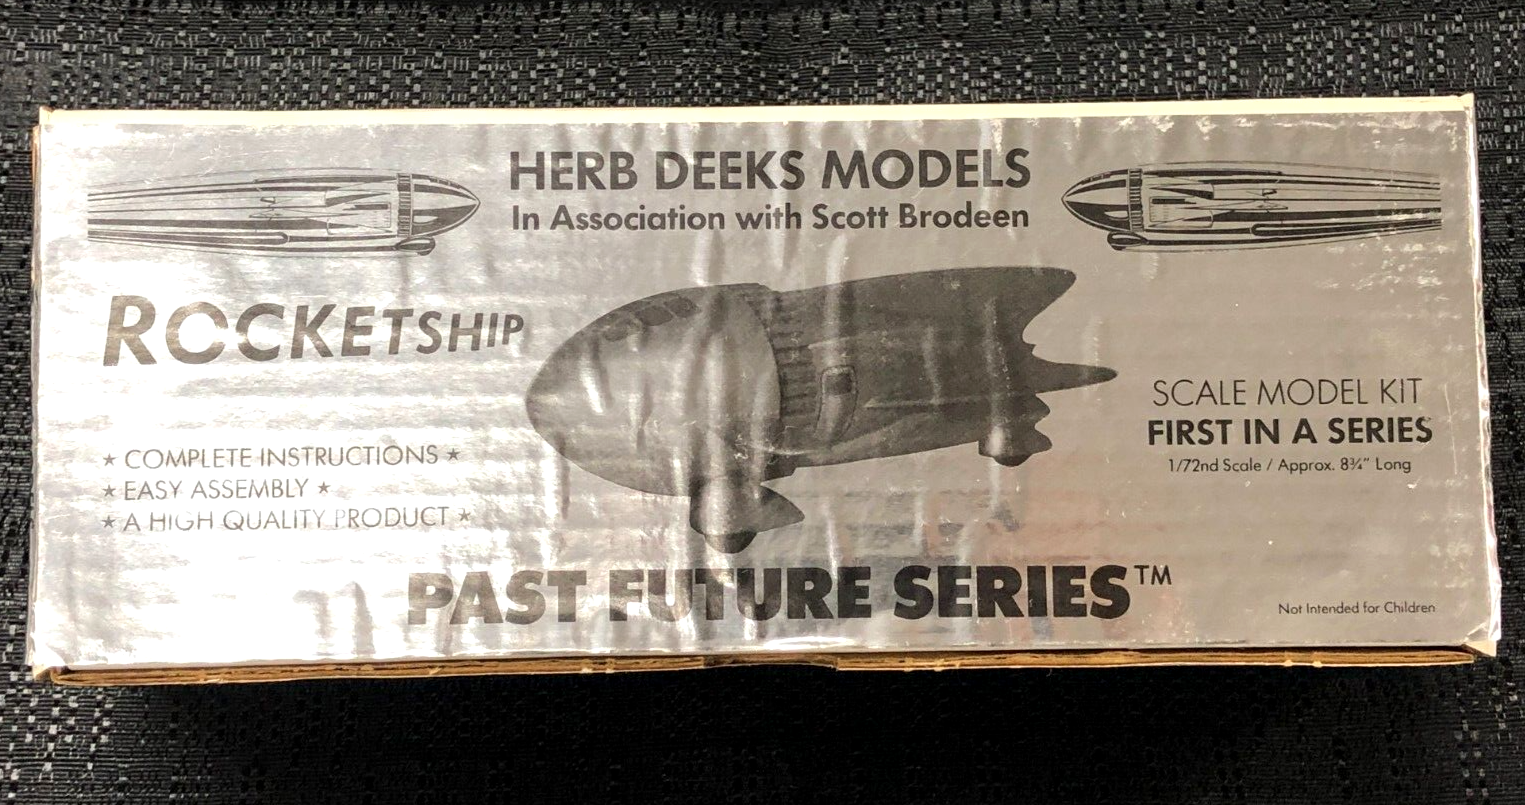 HERB DEEKS MODELS
In Association with Scott Brodeen
ROCKETSHIP
★ COMPLETE INSTRUCTIONS ★
★ EASY ASSEMBLY ★
★ A HIGH QUALITY PRODUCT ★
SCALE MODEL KIT
FIRST IN A SERIES
1/72nd Scale / Approx. 8¾" Long
PAST FUTURE SERIES™
Not Intended for Children